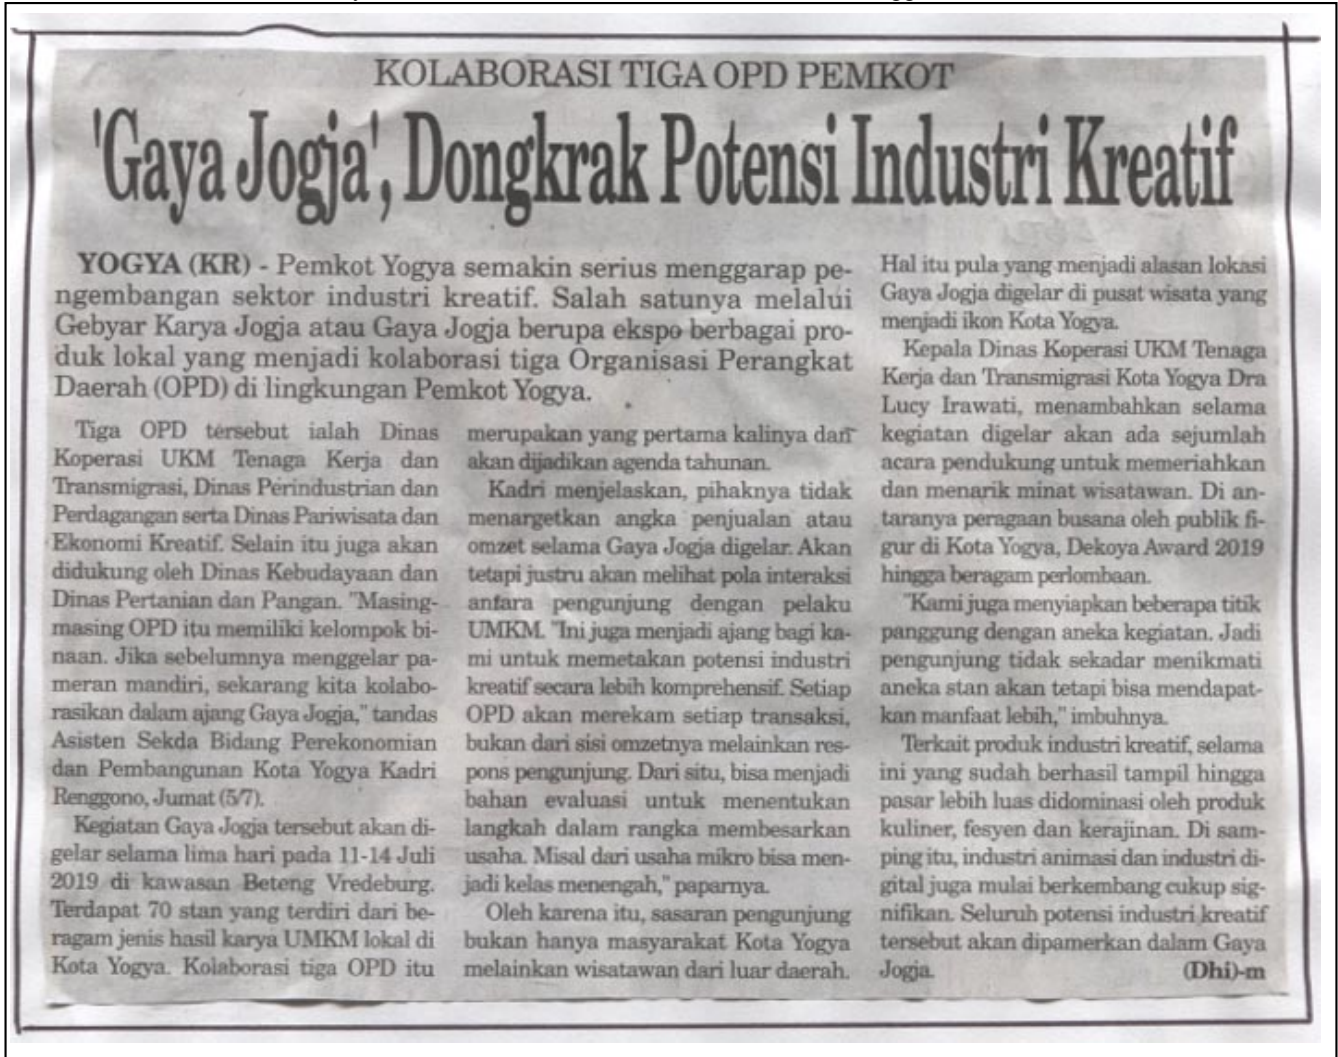 KOLABORASI TIGA OPD PEMKOT
'Gaya Jogja', Dongkrak Potensi Industri Kreatif
YOGYA (KR) - Pemkot Yogya semakin serius menggarap pe-
ngembangan sektor industri kreatif. Salah satunya melalui
Gebyar Karya Jogja atau Gaya Jogja berupa ekspo berbagai pro-
duk lokal yang menjadi kolaborasi tiga Organisasi Perangkat
Daerah (OPD) di lingkungan Pemkot Yogya.
Tiga OPD tersebut ialah Dinas
Koperasi UKM Tenaga Kerja dan
Transmigrasi, Dinas Perindustrian dan
Perdagangan serta Dinas Pariwisata dan
Ekonomi Kreatif. Selain itu juga akan
didukung oleh Dinas Kebudayaan dan
Dinas Pertanian dan Pangan. "Masing-
masing OPD itu memiliki kelompok bi-
naan. Jika sebelumnya menggelar pa-
meran mandiri, sekarang kita kolabo-
rasikan dalam ajang Gaya Jogja," tandas
Asisten Sekda Bidang Perekonomian
dan Pembangunan Kota Yogya Kadri
Renggono, Jumat (5/7).
Kegiatan Gaya Jogja tersebut akan di-
gelar selama lima hari pada 11-14 Juli
2019 di kawasan Beteng Vredeburg.
Terdapat 70 stan yang terdiri dari be-
ragam jenis hasil karya UMKM lokal di
Kota Yogya. Kolaborasi tiga OPD itu
merupakan yang pertama kalinya dan
akan dijadikan agenda tahunan.
Kadri menjelaskan, pihaknya tidak
menargetkan angka penjualan atau
omzet selama Gaya Jogja digelar. Akan
tetapi justru akan melihat pola interaksi
antara pengunjung dengan pelaku
UMKM. "Ini juga menjadi ajang bagi ka-
mi untuk memetakan potensi industri
kreatif secara lebih komprehensif. Setiap
OPD akan merekam setiap transaksi,
bukan dari sisi omzetnya melainkan res-
pons pengunjung. Dari situ, bisa menjadi
bahan evaluasi untuk menentukan
langkah dalam rangka membesarkan
usaha. Misal dari usaha mikro bisa men-
jadi kelas menengah," paparnya.
Oleh karena itu, sasaran pengunjung
bukan hanya masyarakat Kota Yogya
melainkan wisatawan dari luar daerah.
Hal itu pula yang menjadi alasan lokasi
Gaya Jogja digelar di pusat wisata yang
menjadi ikon Kota Yogya.
Kepala Dinas Koperasi UKM Tenaga
Kerja dan Transmigrasi Kota Yogya Dra
Lucy Irawati, menambahkan selama
kegiatan digelar akan ada sejumlah
acara pendukung untuk memeriahkan
dan menarik minat wisatawan. Di an-
taranya peragaan busana oleh publik fi-
gur di Kota Yogya, Dekoya Award 2019
hingga beragam perlombaan.
"Kami juga menyiapkan beberapa titik
panggung dengan aneka kegiatan. Jadi
pengunjung tidak sekadar menikmati
aneka stan akan tetapi bisa mendapat-
kan manfaat lebih," imbuhnya.
Terkait produk industri kreatif, selama
ini yang sudah berhasil tampil hingga
pasar lebih luas didominasi oleh produk
kuliner, fesyen dan kerajinan. Di sam-
ping itu, industri animasi dan industri di-
gital juga mulai berkembang cukup sig-
nifikan. Seluruh potensi industri kreatif
tersebut akan dipamerkan dalam Gaya
Jogja. (Dhi)-m